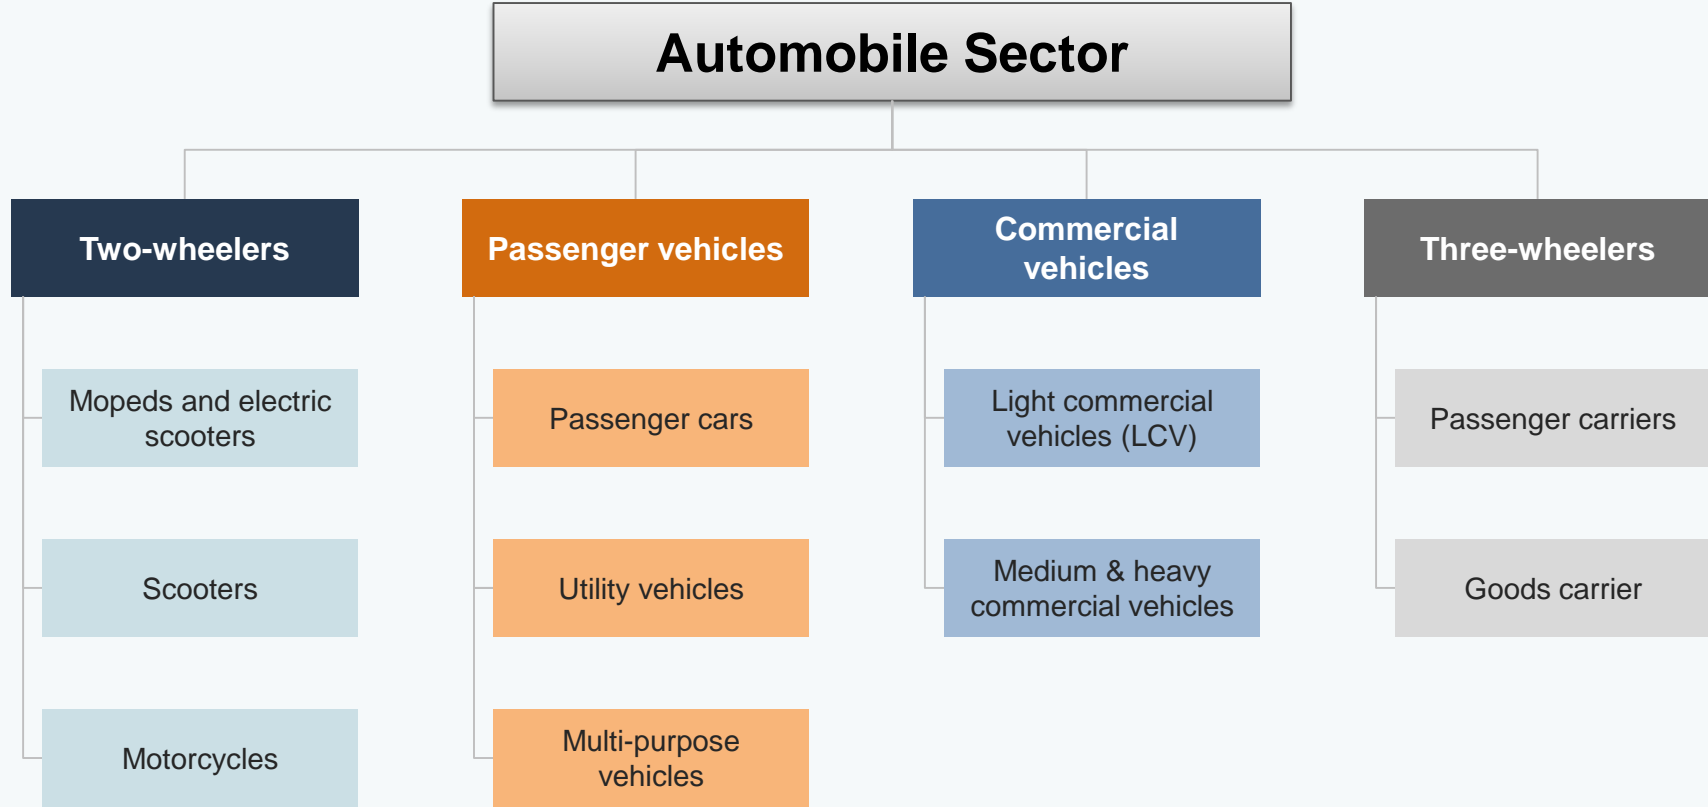 Automobile Sector
Two-wheelers
Mopeds and electric
scooters
Scooters
Motorcycles
Passenger vehicles
Passenger cars
Utility vehicles
Multi-purpose
vehicles
Commercial
vehicles
Light commercial
vehicles (LCV)
Medium & heavy
commercial vehicles
Three-wheelers
Passenger carriers
Goods carrier